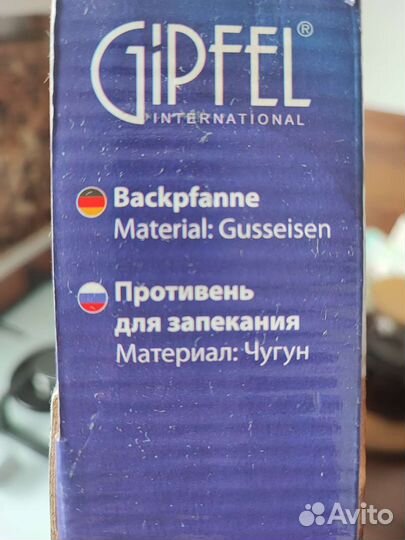 GiPFEL®
INTERNATIONAL
Backpfanne
Material: Gusseisen
Противень
для запекания
Материал: Чугун
Avito